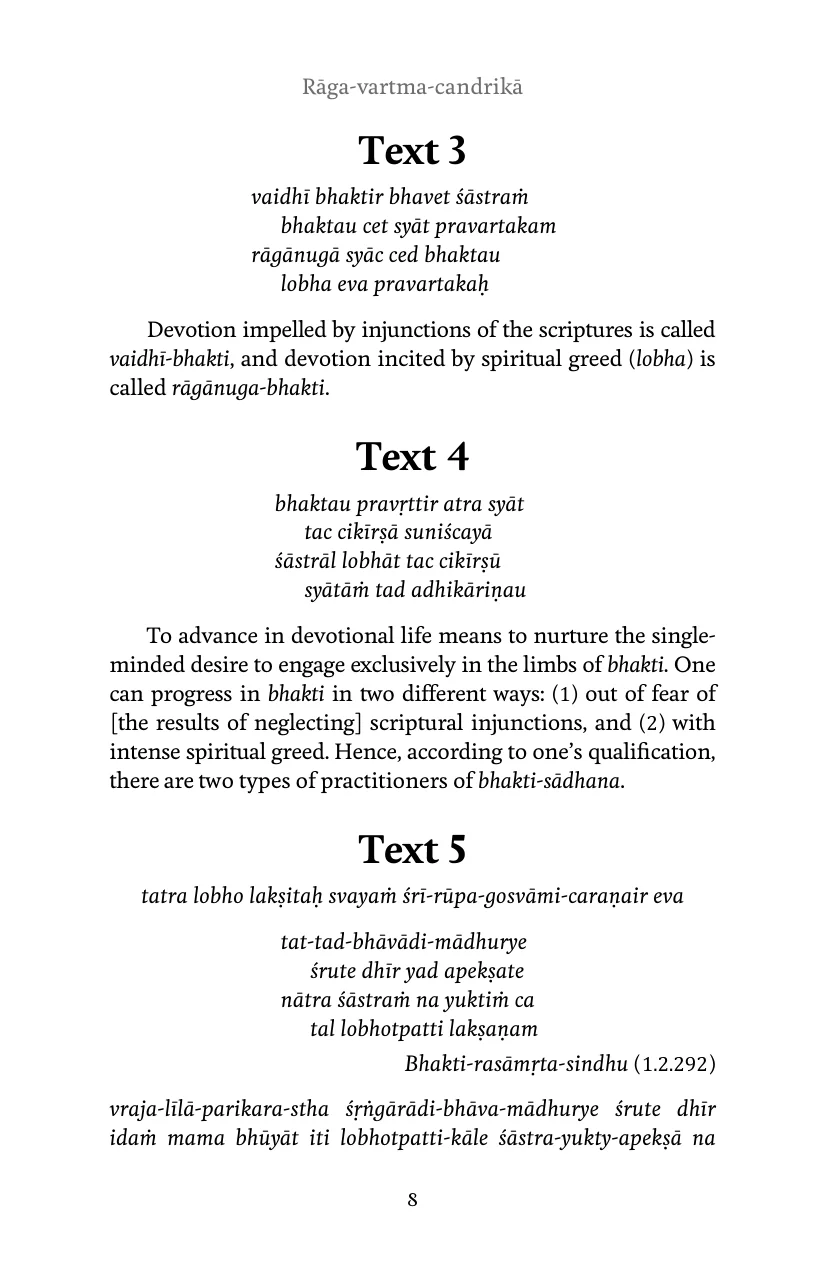 Rāga-vartma-candrikā
Text 3
vaidhī bhaktir bhavet śāstraṁ
bhaktau cet syāt pravartakam
rāgānugā syāc ced bhaktau
lobha eva pravartakaḥ
Devotion impelled by injunctions of the scriptures is called
vaidhī-bhakti, and devotion incited by spiritual greed (lobha) is
called rāgānuga-bhakti.
Text 4
bhaktau pravṛttir atra syāt
tac cikīrṣā suniścayā
śāstrāl lobhāt tac cikīrṣū
syātāṁ tad adhikāriṇau
To advance in devotional life means to nurture the single-
minded desire to engage exclusively in the limbs of bhakti. One
can progress in bhakti in two different ways: (1) out of fear of
[the results of neglecting] scriptural injunctions, and (2) with
intense spiritual greed. Hence, according to one’s qualification,
there are two types of practitioners of bhakti-sādhana.
Text 5
tatra lobho lakṣitaḥ svayaṁ śrī-rūpa-gosvāmi-caraṇair eva
tat-tad-bhāvādi-mādhurye
śrute dhīr yad apekṣate
nātra śāstraṁ na yuktiṁ ca
tal lobhotpatti lakṣaṇam
Bhakti-rasāmṛta-sindhu (1.2.292)
vraja-līlā-parikara-stha śṛṅgārādi-bhāva-mādhurye śrute dhīr
idaṁ mama bhūyāt iti lobhotpatti-kāle śāstra-yukty-apekṣā na
8